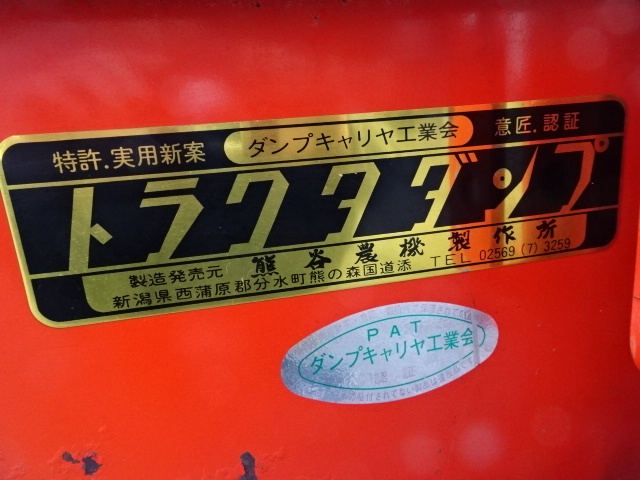 特許.実用新案 ダンプキャリヤ工業会 意匠.認証
トラクタダンプ
製造発売元 熊谷農機製作所
新潟県西蒲原郡分水町熊の森国道添 TEL 02569(7)3259
PAT
ダンプキャリヤ工業会
認証